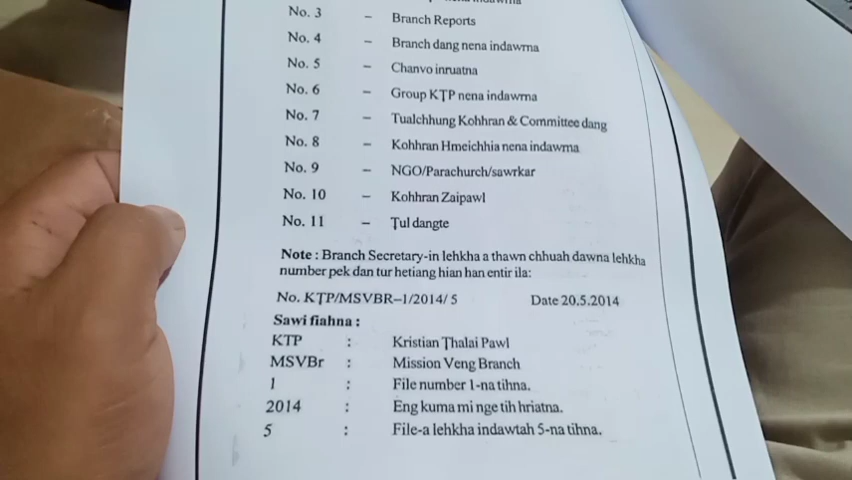 nena indawrna
No. 3 – Branch Reports
No. 4 – Branch dang nena indawrna
No. 5 – Chanvo inruatna
No. 6 – Group KṬP nena indawrna
No. 7 – Tualchhung Kohhran & Committee dang
No. 8 – Kohhran Hmeichhia nena indawrna
No. 9 – NGO/Parachurch/sawrkar
No. 10 – Kohhran Zaipawl
No. 11 – Ṭul dangte
Note : Branch Secretary-in lehkha a thawn chhuah dawna lehkha
number pek dan tur hetiang hian han entir ila:
No. KṬP/MSVBR–1/2014/ 5 Date 20.5.2014
Sawi fiahna :
KTP : Kristian Ṭhalai Pawl
MSVBr : Mission Veng Branch
1 : File number 1-na tihna.
2014 : Eng kuma mi nge tih hriatna.
5 : File-a lehkha indawtah 5-na tihna.